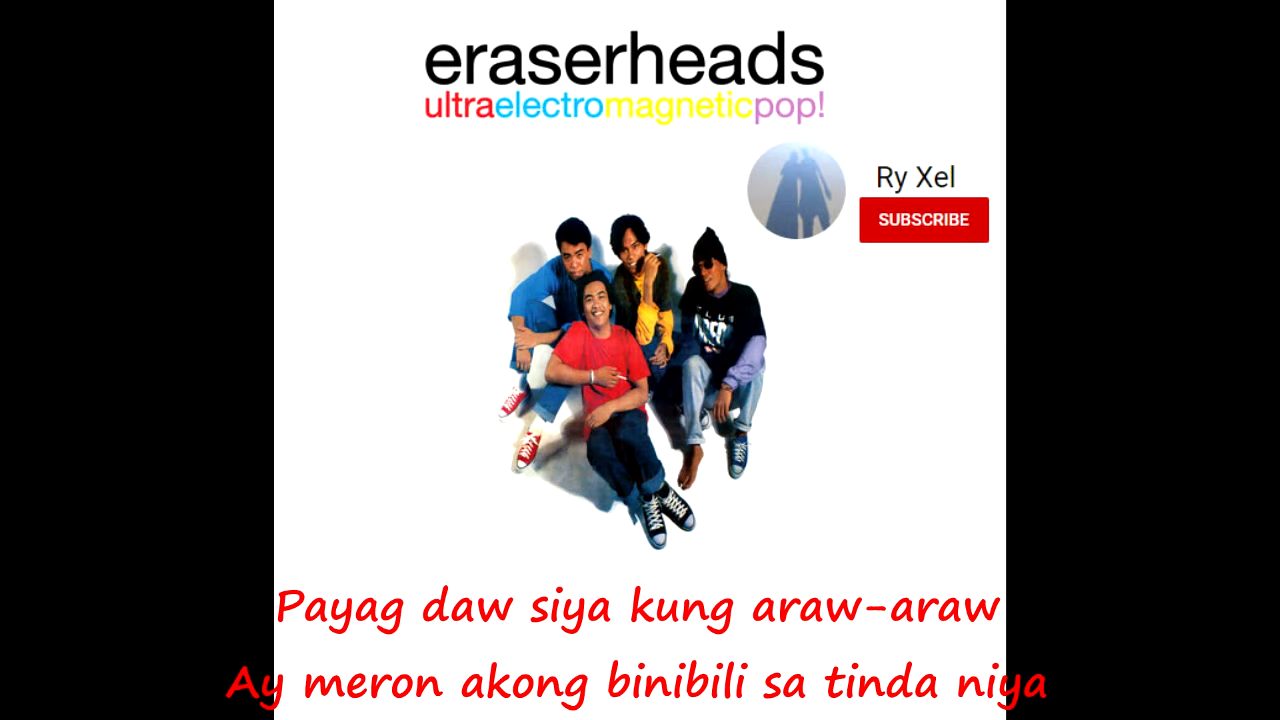 eraserheads
ultraelectromagneticpop!
Ry Xel
SUBSCRIBE
Payag daw siya kung araw-araw
Ay meron akong binibili sa tinda niya